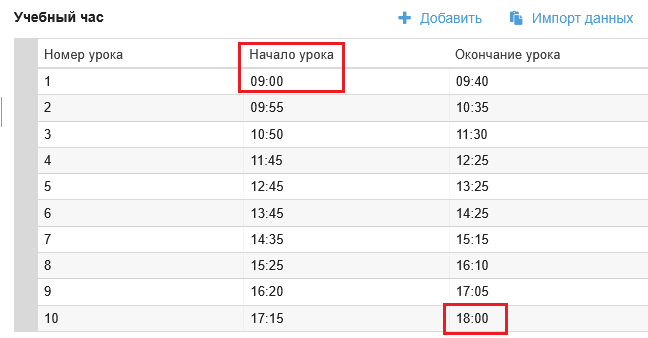 Учебный час Добавить Импорт данных
Номер урока Начало урока Окончание урока
1 09:00 09:40
2 09:55 10:35
3 10:50 11:30
4 11:45 12:25
5 12:45 13:25
6 13:45 14:25
7 14:35 15:15
8 15:25 16:10
9 16:20 17:05
10 17:15 18:00